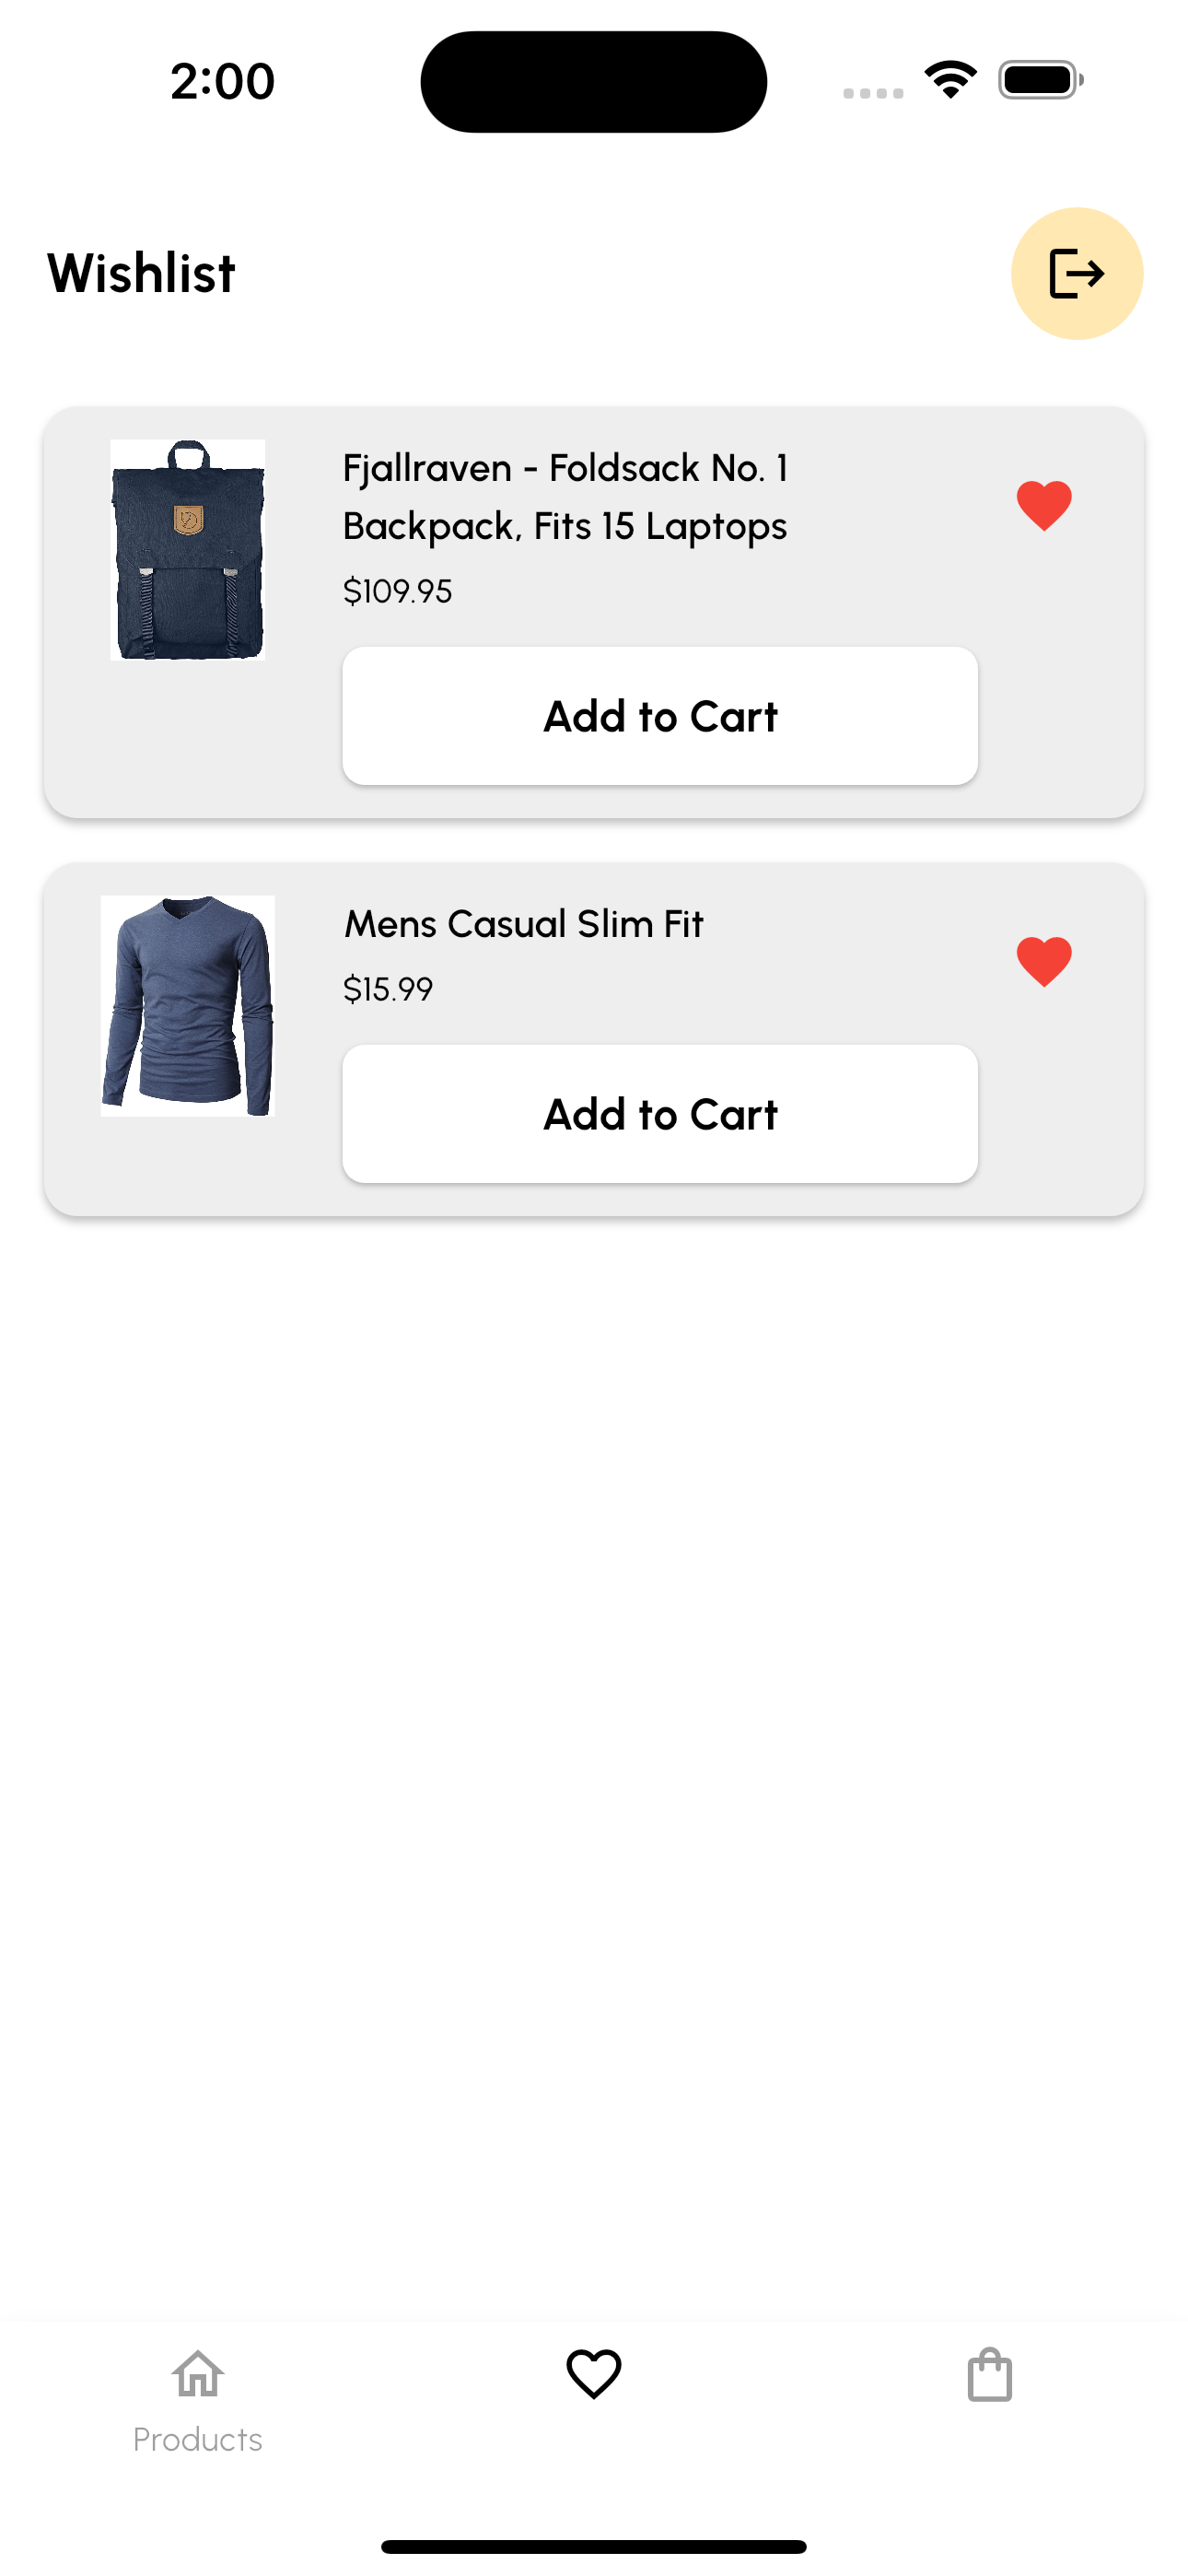 2:00
Wishlist
Fjallraven - Foldsack No. 1
Backpack, Fits 15 Laptops
$109.95
Add to Cart
Mens Casual Slim Fit
$15.99
Add to Cart
Products